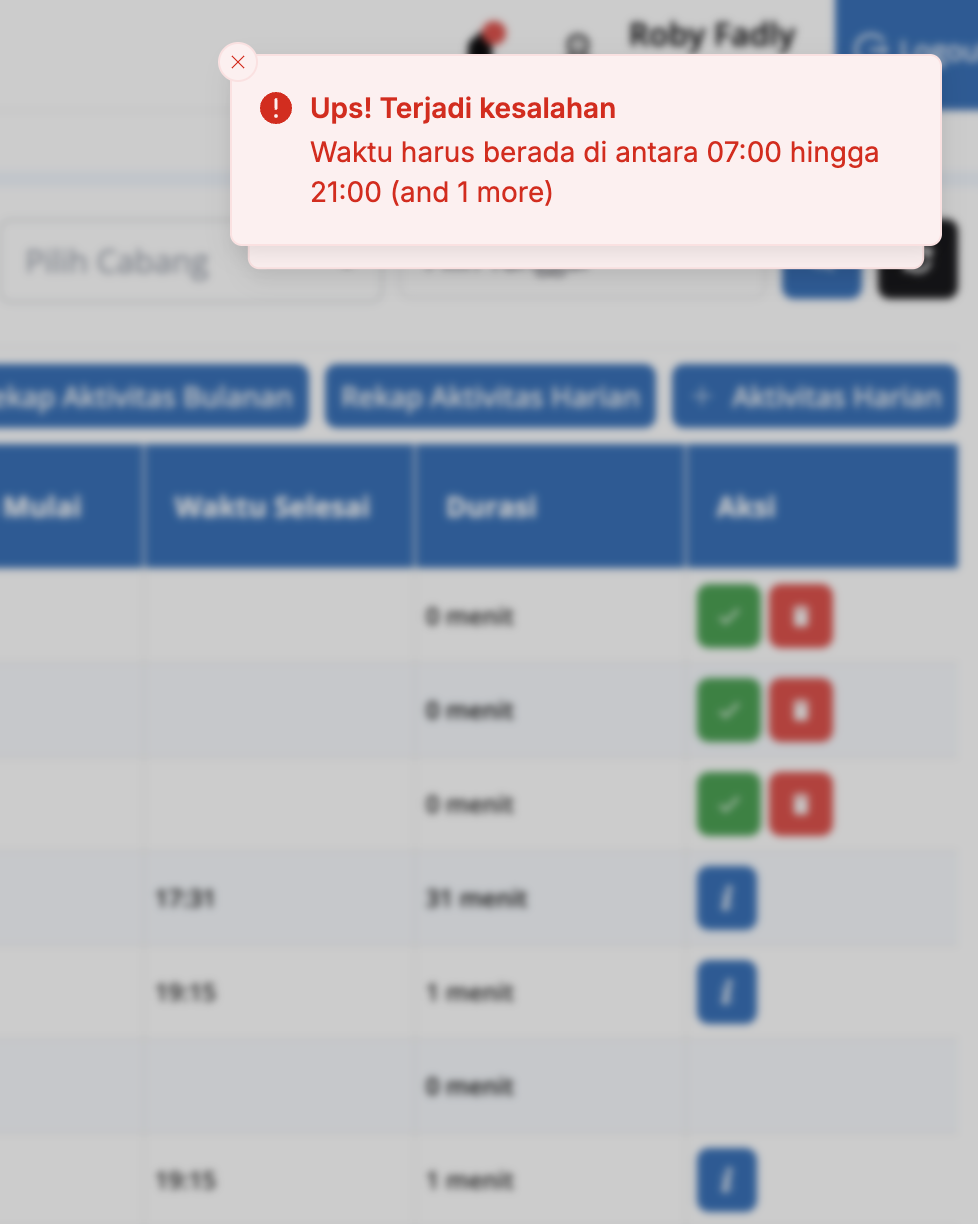 Roby Fadly
Ups! Terjadi kesalahan
Waktu harus berada di antara 07:00 hingga
21:00 (and 1 more)
Pilih Cabang
Aktivitas Bulanan
Rekap Aktivitas Harian
+ Aktivitas Harian
Mulai
Waktu Selesai
Durasi
Aksi
0 menit
0 menit
0 menit
17:31
31 menit
19:15
1 menit
0 menit
19:15
1 menit